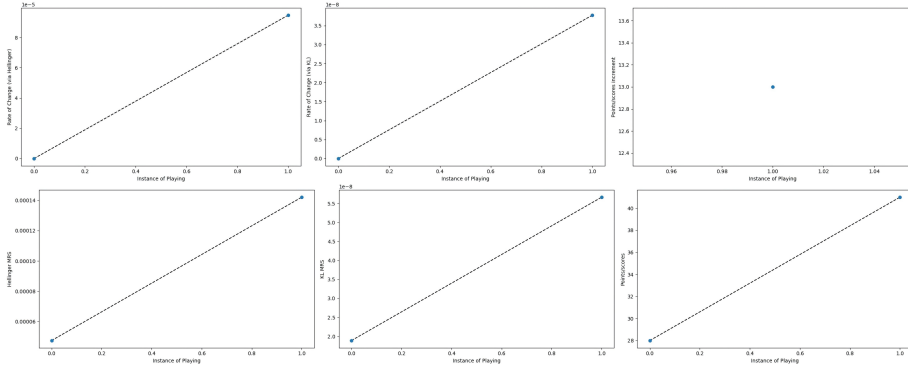 1e−5
Rate of Change (via Hellinger)
8
6
4
2
0
0.0 0.2 0.4 0.6 0.8 1.0
Instance of Playing
1e−8
Rate of Change (via KL)
3.5
3.0
2.5
2.0
1.5
1.0
0.5
0.0
0.0 0.2 0.4 0.6 0.8 1.0
Instance of Playing
Points/scores increment
13.6
13.4
13.2
13.0
12.8
12.6
12.4
0.96 0.98 1.00 1.02 1.04
Instance of Playing
Hellinger MRS
0.00014
0.00012
0.00010
0.00008
0.00006
0.0 0.2 0.4 0.6 0.8 1.0
Instance of Playing
1e−8
KL MRS
5.5
5.0
4.5
4.0
3.5
3.0
2.5
2.0
0.0 0.2 0.4 0.6 0.8 1.0
Instance of Playing
Points/scores
40
38
36
34
32
30
28
0.0 0.2 0.4 0.6 0.8 1.0
Instance of Playing